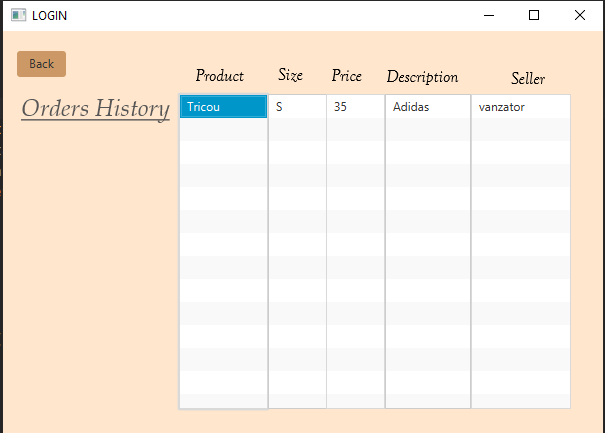 LOGIN
Back
Product Size Price Description Seller
Orders History
Tricou S 35 Adidas vanzator